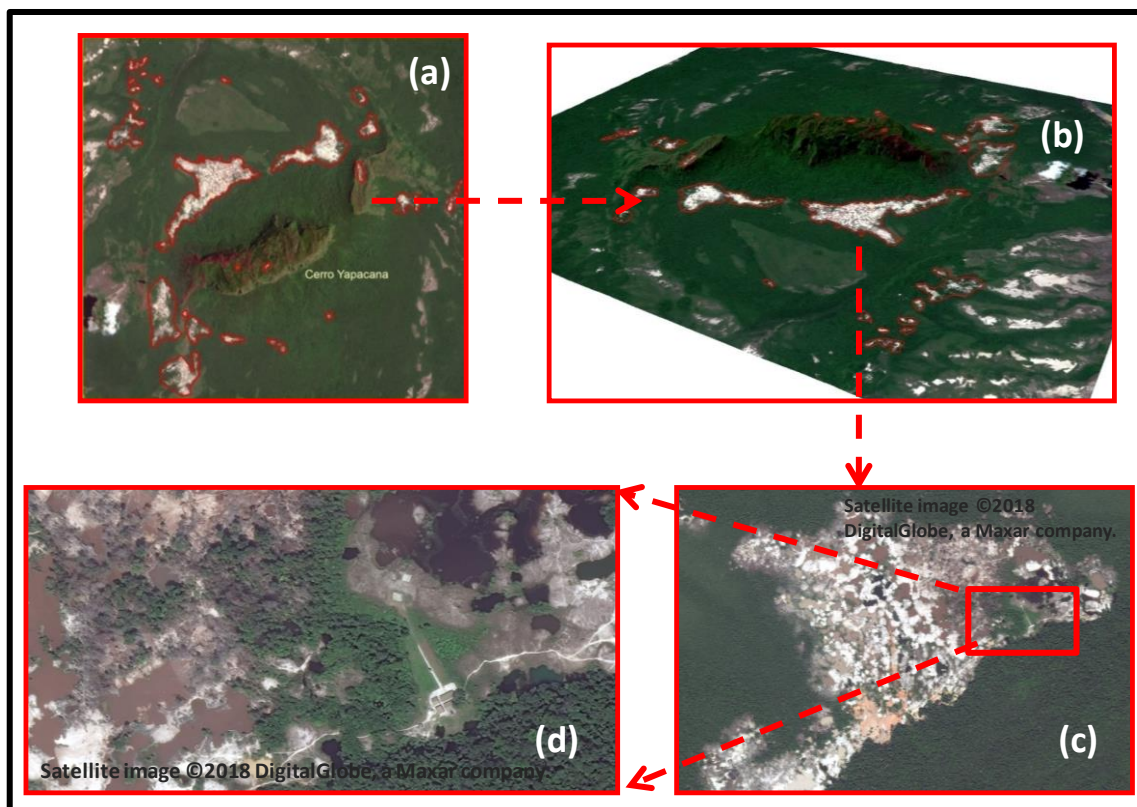 (a)
Cerro Yapacana
(b)
Satellite image ©2018
DigitalGlobe, a Maxar company.
(c)
(d)
Satellite image ©2018 DigitalGlobe, a Maxar company.